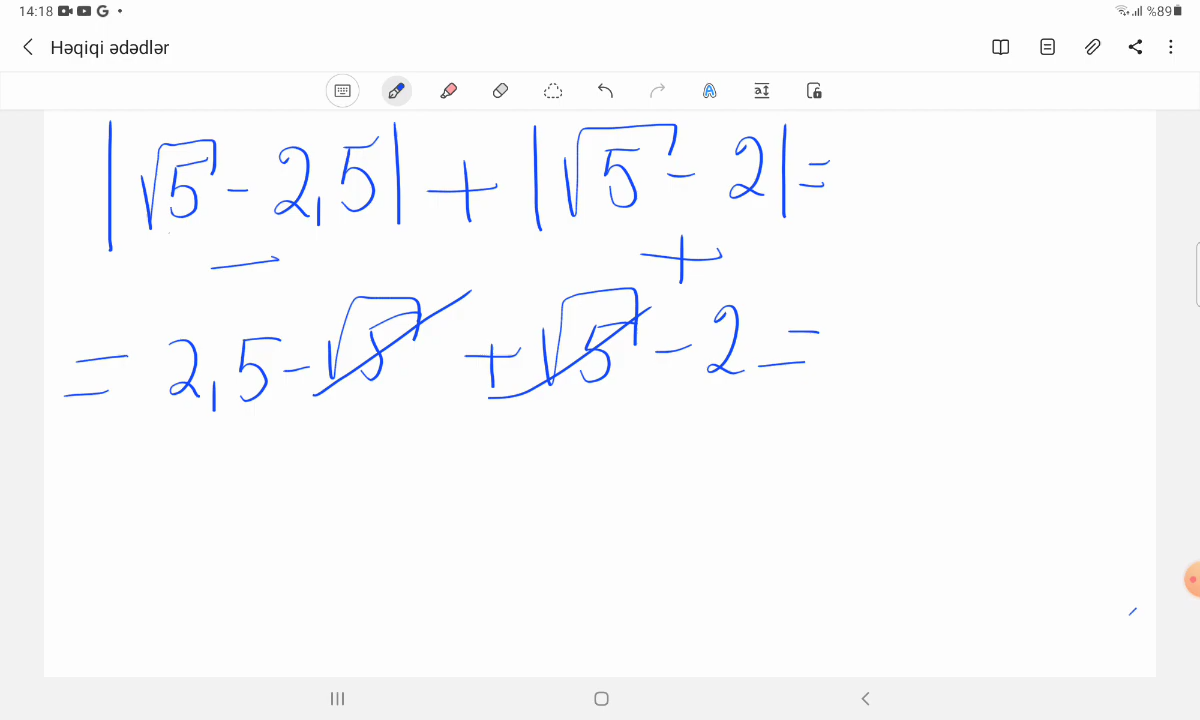 14:18 G • %89
Həqiqi ədədlər
|√5 - 2,5| + |√5 - 2| =
− +
= 2,5 - √5 + √5 - 2 =